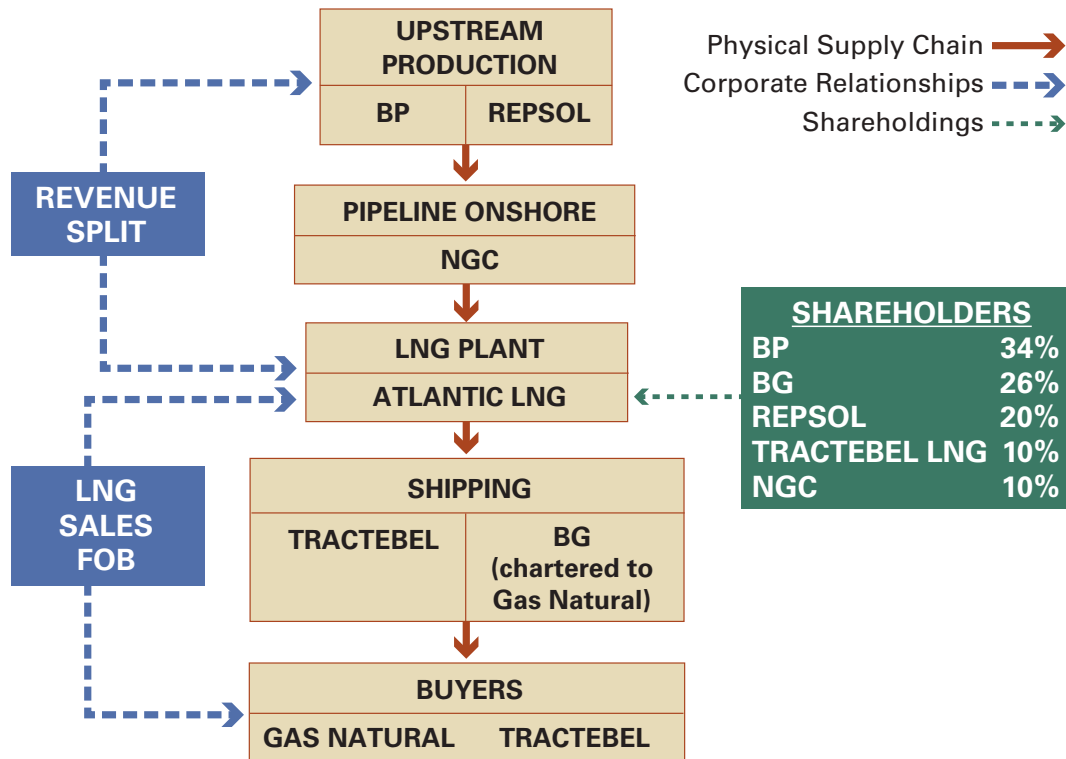 UPSTREAM
PRODUCTION
BP REPSOL
Physical Supply Chain
Corporate Relationships
Shareholdings
REVENUE
SPLIT
PIPELINE ONSHORE
NGC
LNG PLANT
ATLANTIC LNG
SHAREHOLDERS
BP 34%
BG 26%
REPSOL 20%
TRACTEBEL LNG 10%
NGC 10%
LNG
SALES
FOB
SHIPPING
TRACTEBEL
BG
(chartered to
Gas Natural)
BUYERS
GAS NATURAL TRACTEBEL